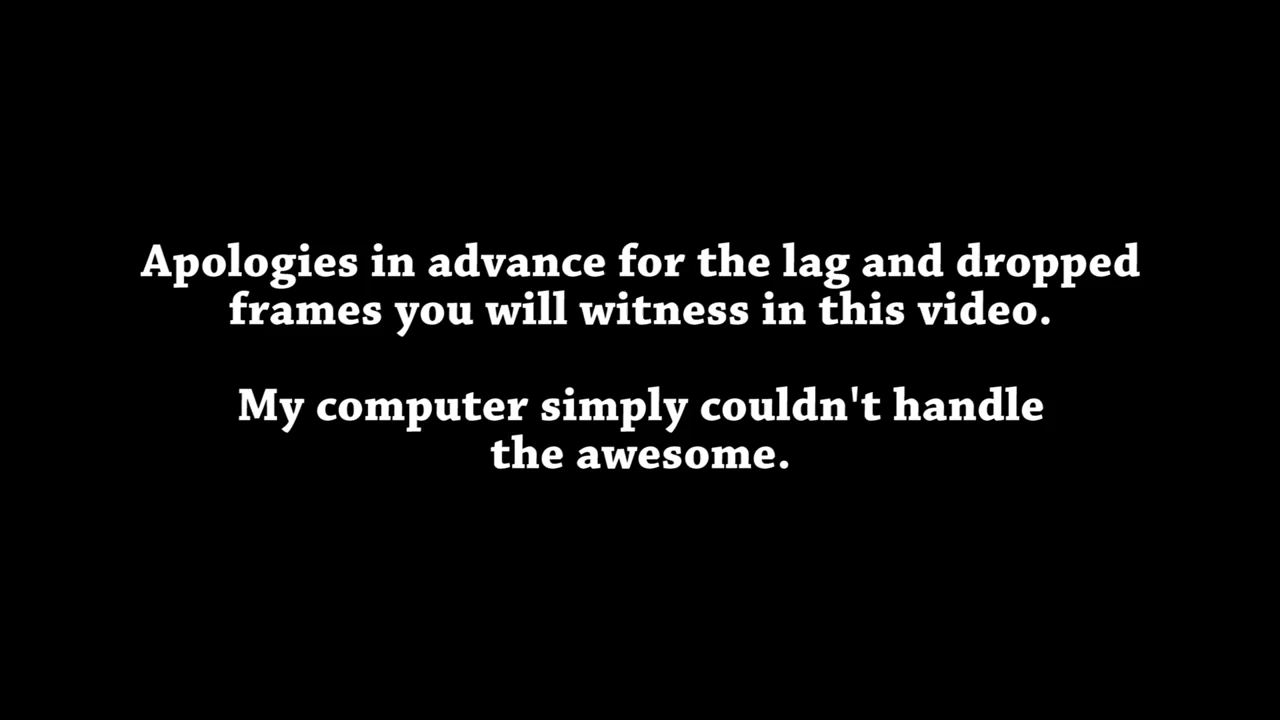 Apologies in advance for the lag and dropped
frames you will witness in this video.
My computer simply couldn't handle
the awesome.